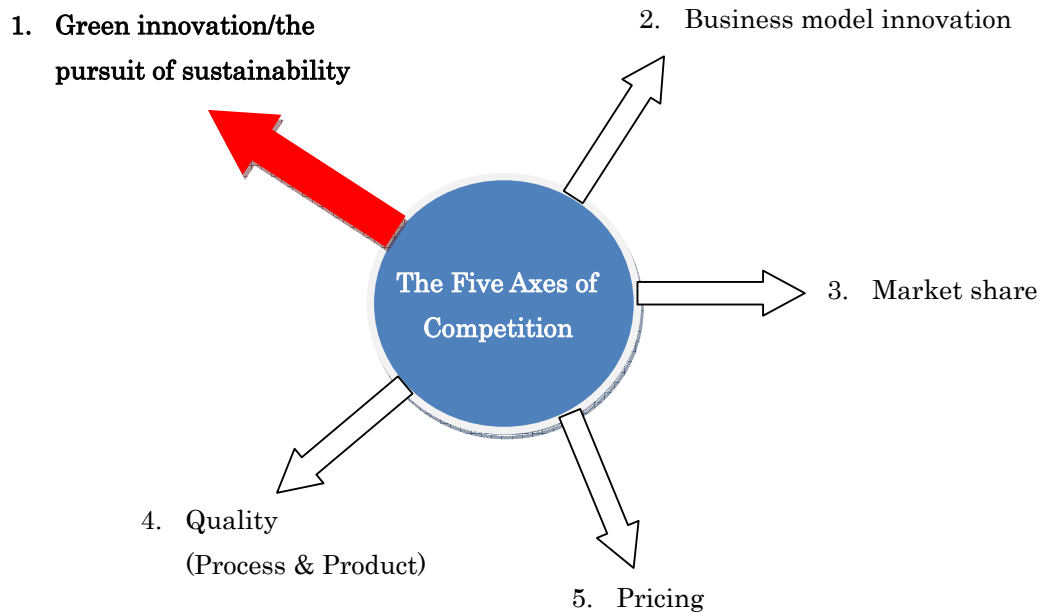 1. Green innovation/the
pursuit of sustainability
2. Business model innovation
The Five Axes of
Competition
3. Market share
4. Quality
(Process & Product)
5. Pricing